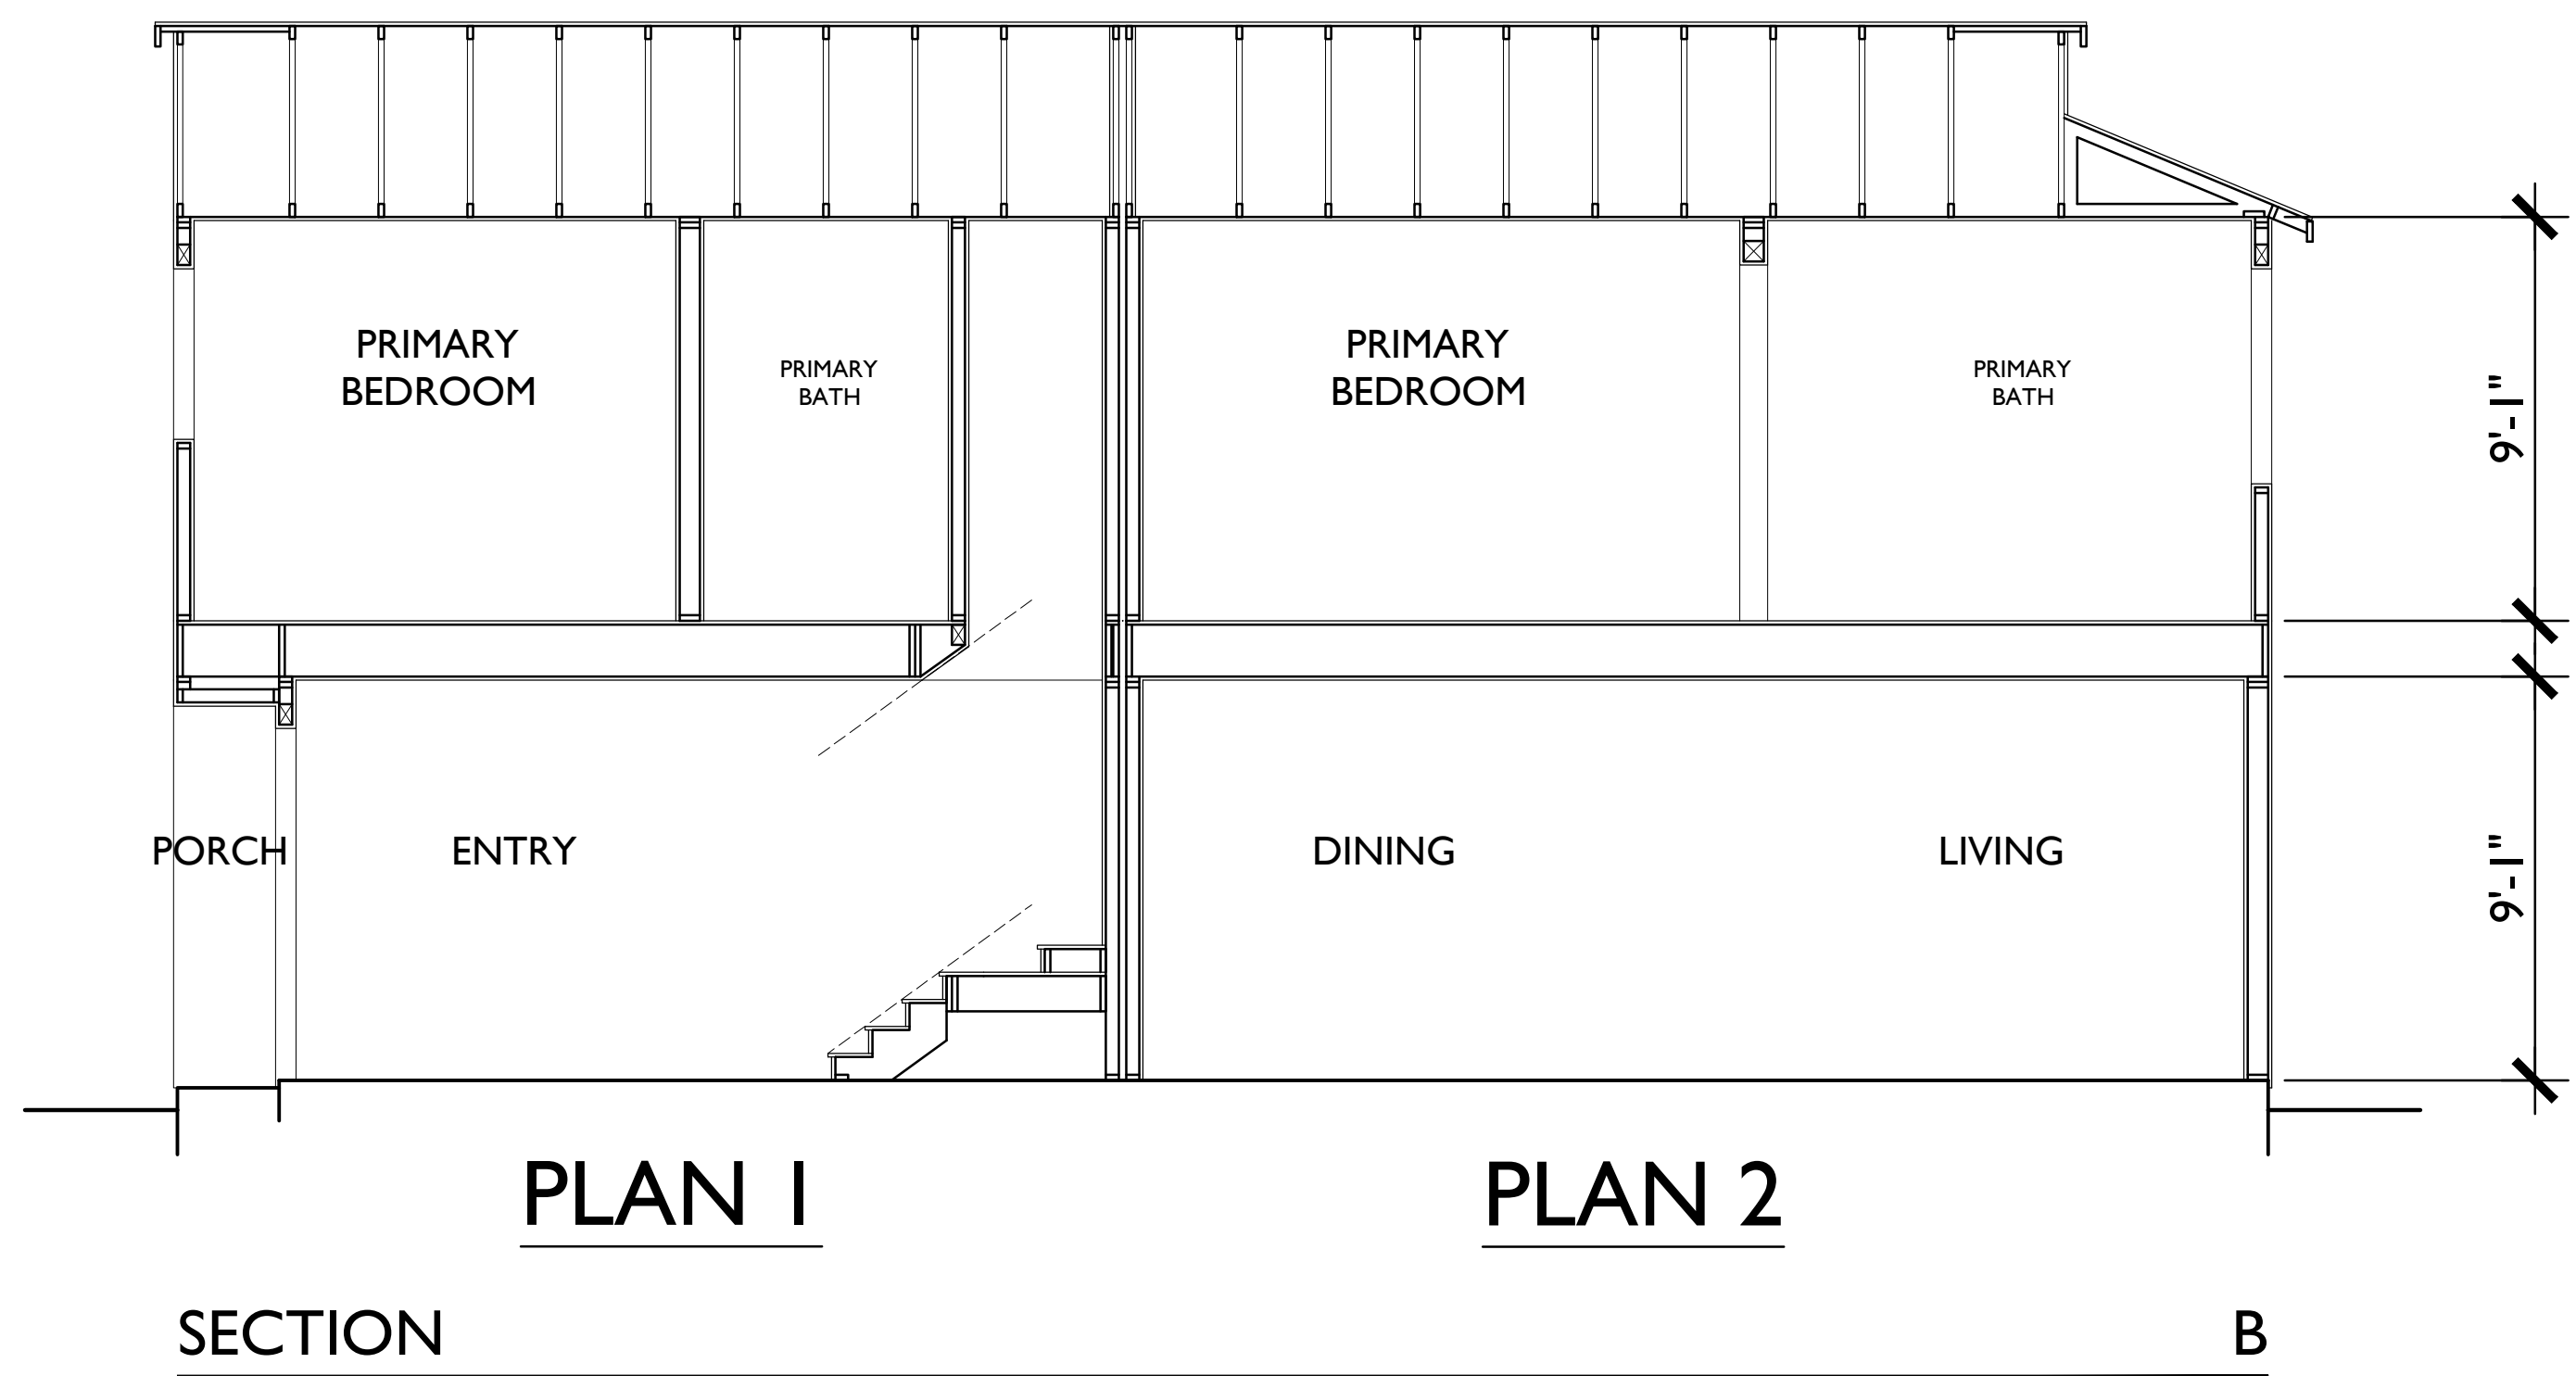 PRIMARY
BEDROOM
PRIMARY
BATH
PRIMARY
BEDROOM
PRIMARY
BATH
9'-1"
PORCH
ENTRY
DINING
LIVING
9'-1"
PLAN 1
PLAN 2
SECTION
B